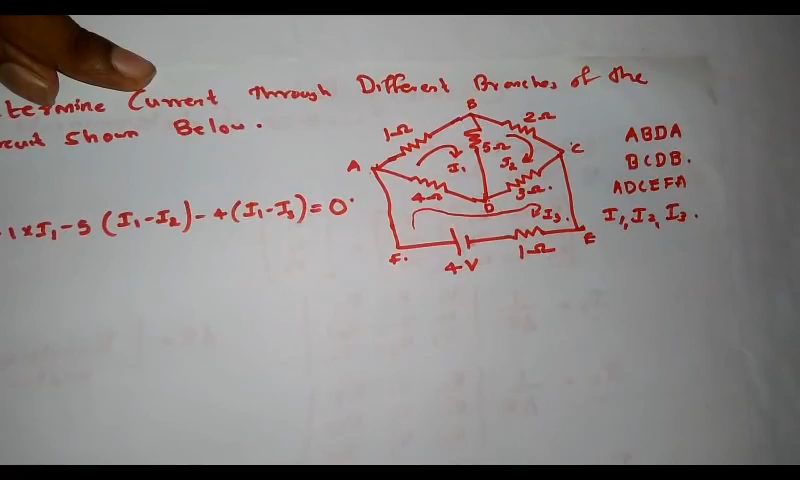 termine Current Through Different Branches of the
rcuit Shown Below.
- 1 × I₁ - 5 (I₁ - I₂) - 4 (I₁ - I₃) = 0
B
1Ω
2Ω
5Ω
A
C
I₁
I₂
4Ω
3Ω
D
I₃.
F.
4-V
1Ω
E
ABDA
BCDB.
ADCEFA
I₁, I₂, I₃.